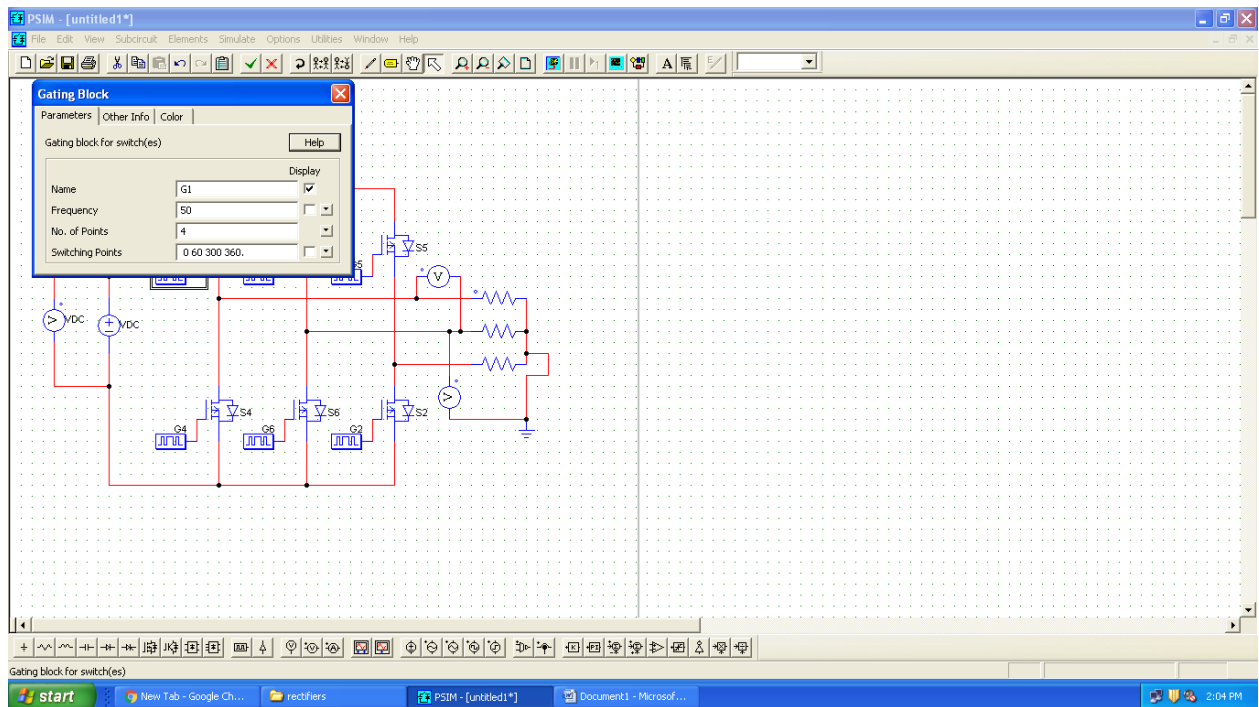 PSIM - [untitled1*]
File Edit View Subcircuit Elements Simulate Options Utilities Window Help
Gating Block
Parameters Other Info Color
Gating block for switch(es) Help
Display
Name G1
Frequency 50
No. of Points 4
Switching Points 0 60 300 360.
S5
V
VDC
VDC
V
V
S4
S6
S2
G4
G6
G2
Gating block for switch(es)
start New Tab - Google Ch... rectifiers PSIM - [untitled1*] Document1 - Microsof... 2:04 PM